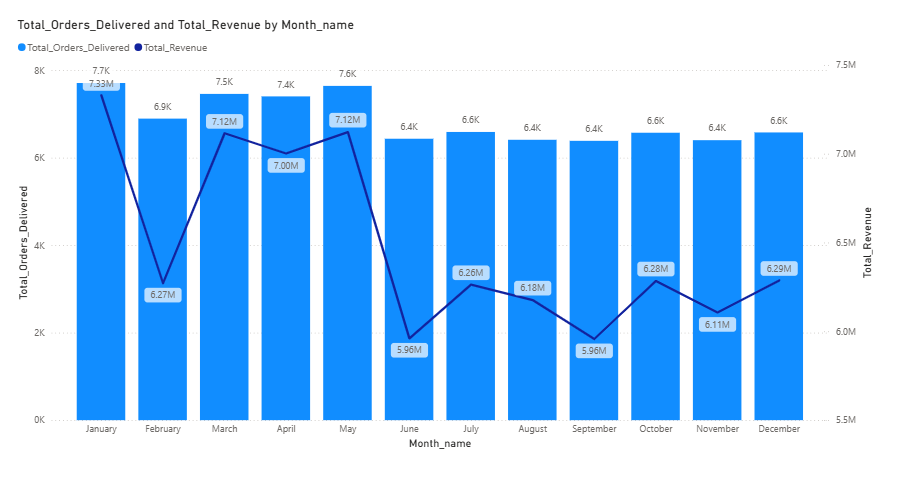 Total_Orders_Delivered and Total_Revenue by Month_name
Total_Orders_Delivered Total_Revenue
8K
6K
4K
2K
0K
Total_Orders_Delivered
7.7K
6.9K
7.5K
7.4K
7.6K
6.4K
6.6K
6.4K
6.4K
6.6K
6.4K
6.6K
7.33M
6.27M
7.12M
7.00M
7.12M
5.96M
6.26M
6.18M
5.96M
6.28M
6.11M
6.29M
7.5M
7.0M
6.5M
6.0M
5.5M
Total_Revenue
January February March April May June July August September October November December
Month_name